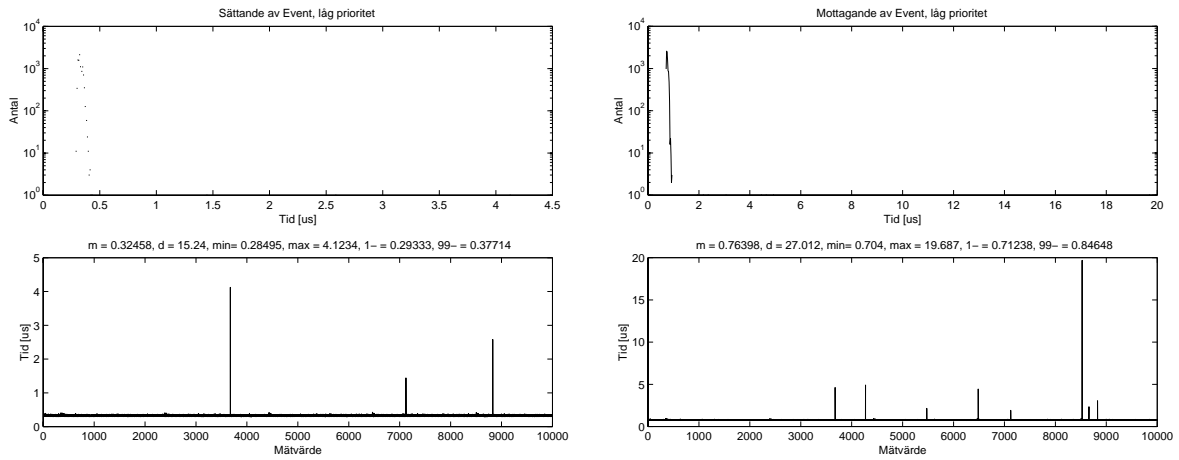 Sättande av Event, låg prioritet
10^4
10^3
10^2
10^1
10^0
Antal
0 0.5 1 1.5 2 2.5 3 3.5 4 4.5
Tid [us]
Mottagande av Event, låg prioritet
10^4
10^3
10^2
10^1
10^0
Antal
0 2 4 6 8 10 12 14 16 18 20
Tid [us]
m = 0.32458, d = 15.24, min= 0.28495, max = 4.1234, 1− = 0.29333, 99− = 0.37714
5
4
3
2
1
0
Tid [us]
0 1000 2000 3000 4000 5000 6000 7000 8000 9000 10000
Mätvärde
m = 0.76398, d = 27.012, min= 0.704, max = 19.687, 1− = 0.71238, 99− = 0.84648
20
15
10
5
0
Tid [us]
0 1000 2000 3000 4000 5000 6000 7000 8000 9000 10000
Mätvärde